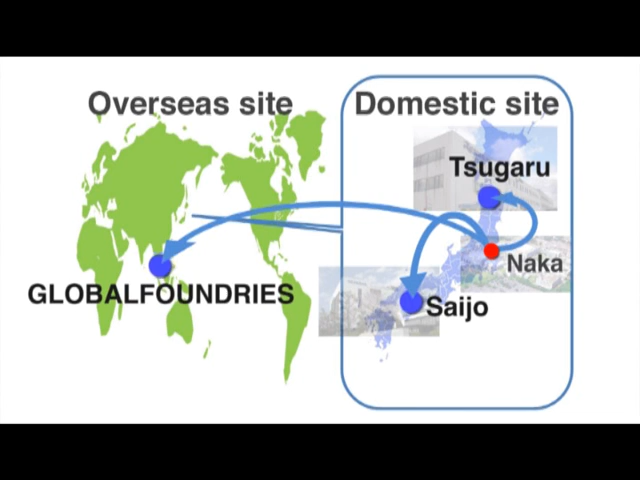 Overseas site
Domestic site
Tsugaru
Naka
GLOBALFOUNDRIES
Saijo